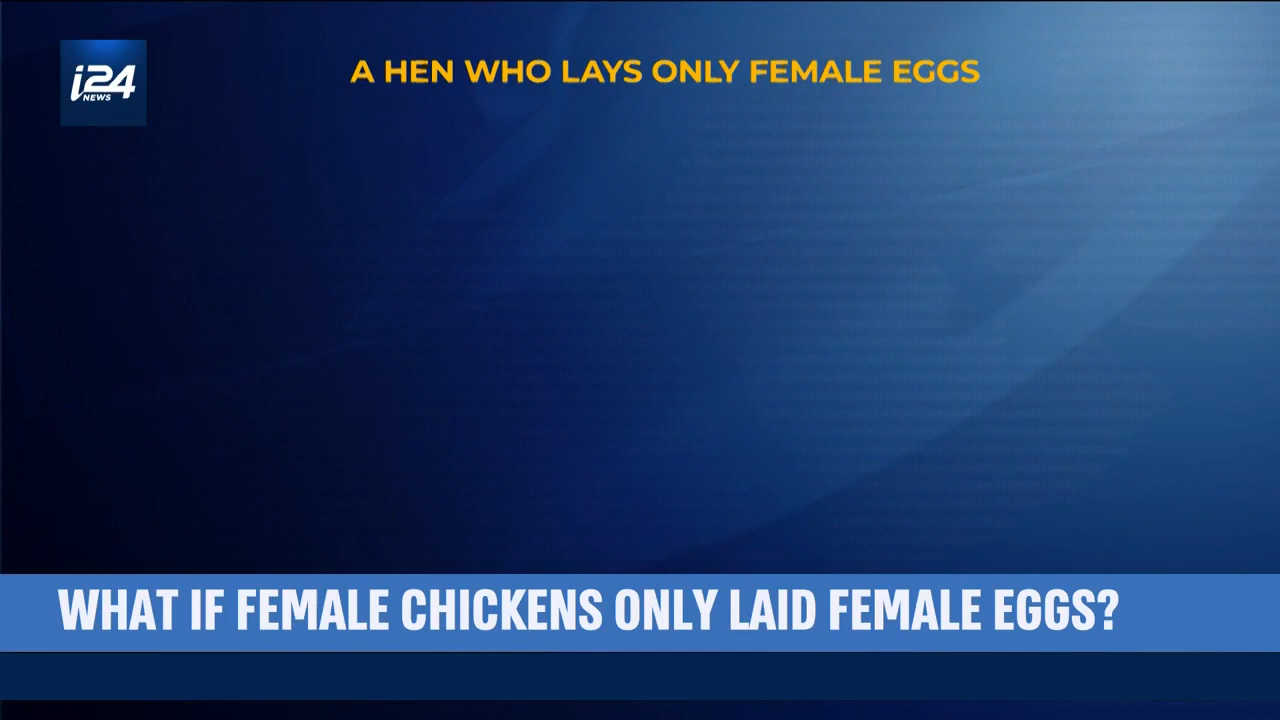 i24
NEWS
A HEN WHO LAYS ONLY FEMALE EGGS
WHAT IF FEMALE CHICKENS ONLY LAID FEMALE EGGS?